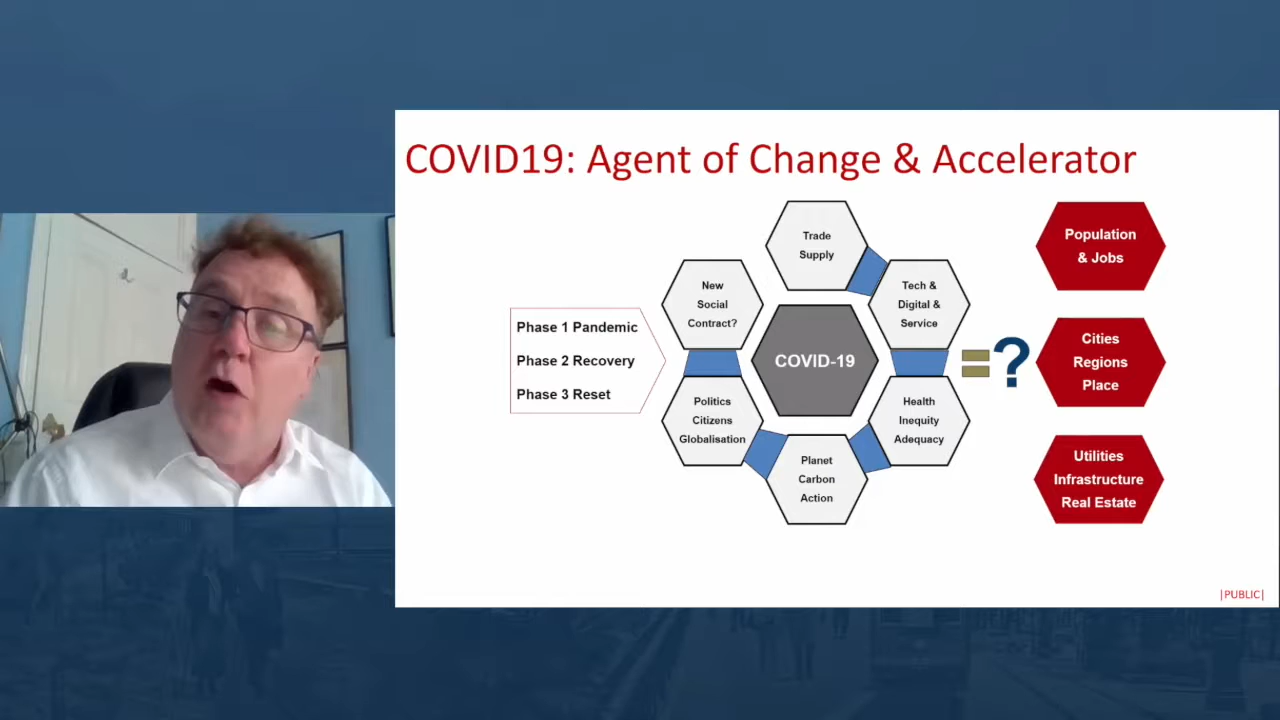 COVID19: Agent of Change & Accelerator
Phase 1 Pandemic
Phase 2 Recovery
Phase 3 Reset
Trade
Supply
New
Social
Contract?
Tech &
Digital &
Service
COVID-19
Politics
Citizens
Globalisation
Health
Inequity
Adequacy
Planet
Carbon
Action
= ?
Population
& Jobs
Cities
Regions
Place
Utilities
Infrastructure
Real Estate
|PUBLIC|